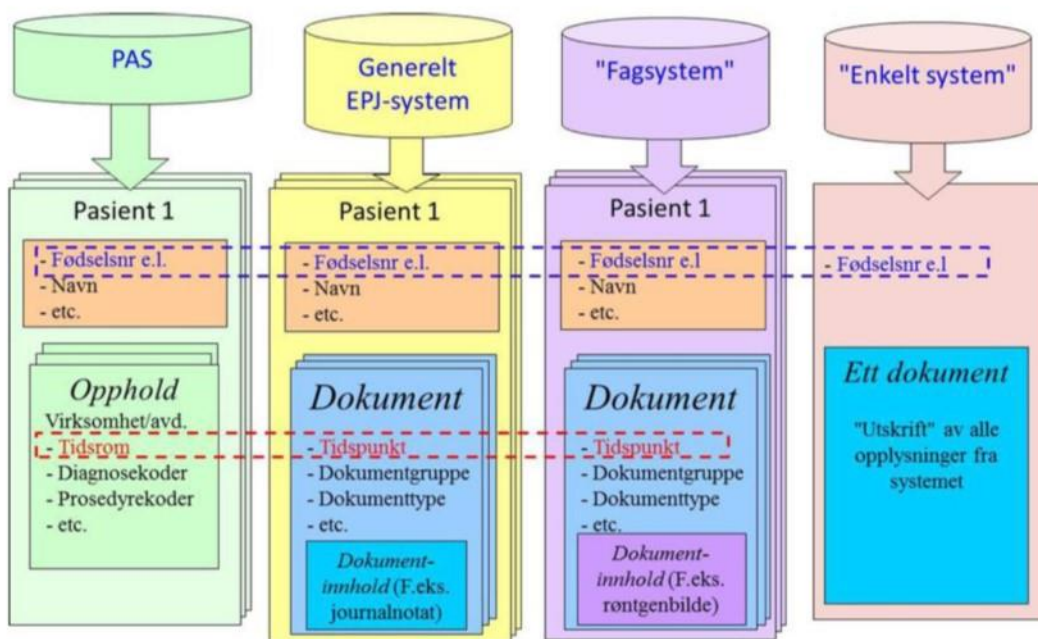 PAS
Generelt
EPJ-system
"Fagsystem"
"Enkelt system"
Pasient 1
- Fødselsnr e.l.
- Navn
- etc.
Opphold
Virksomhet/avd.
- Tidsrom
- Diagnosekoder
- Prosedyrekoder
- etc.
Pasient 1
- Fødselsnr e.l.
- Navn
- etc.
Dokument
- Tidspunkt
- Dokumentgruppe
- Dokumenttype
- etc.
Dokument-
innhold (F.eks.
journalnotat)
Pasient 1
- Fødselsnr e.l
- Navn
- etc.
Dokument
- Tidspunkt
- Dokumentgruppe
- Dokumenttype
- etc.
Dokument-
innhold (F.eks.
røntgenbilde)
- Fødselsnr e.l
Ett dokument
"Utskrift" av alle
opplysninger fra
systemet